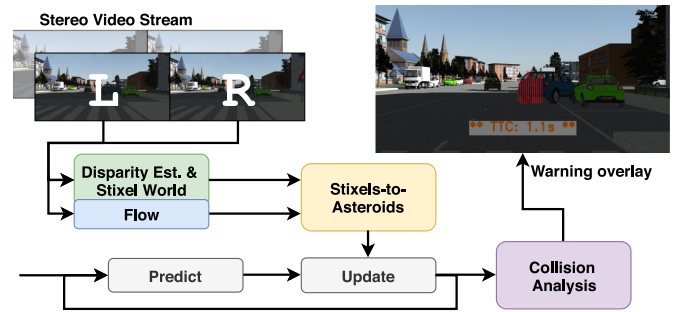 Stereo Video Stream
L
R
** TTC: 1.1s **
Disparity Est. &
Stixel World
Flow
Stixels-to-
Asteroids
Warning overlay
Predict
Update
Collision
Analysis